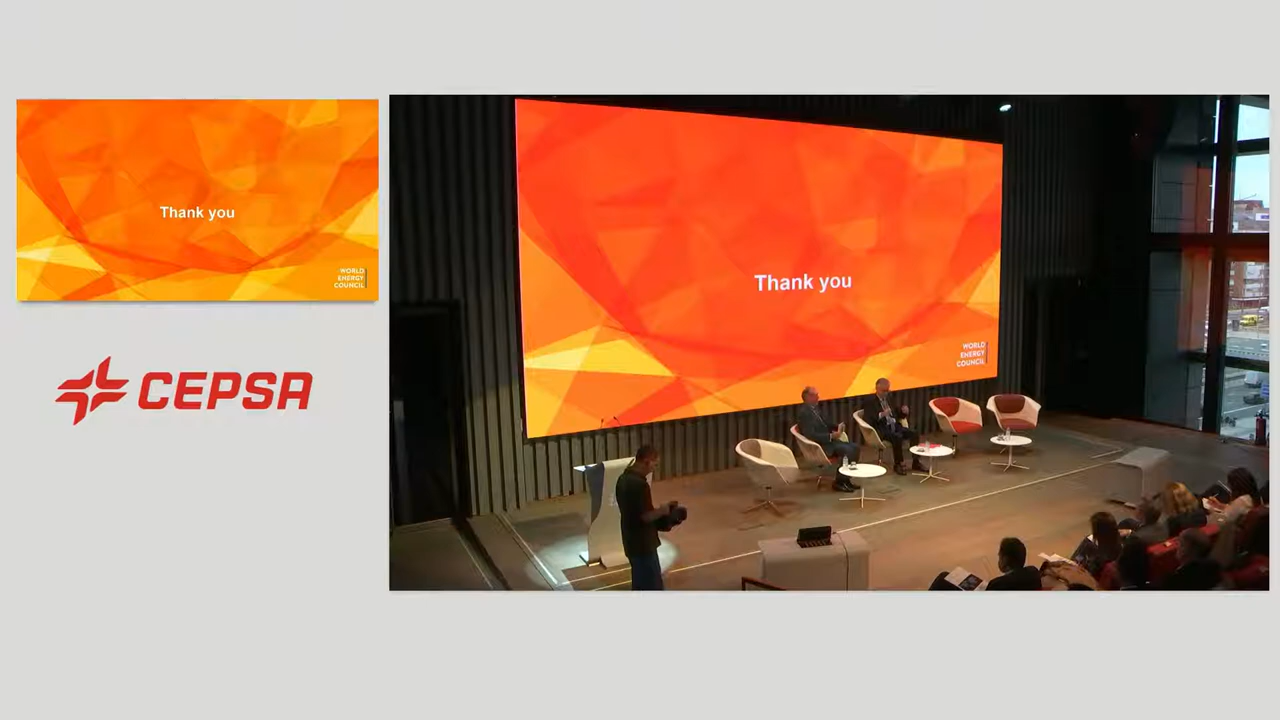 Thank you
WORLD
ENERGY
COUNCIL
CEPSA
Thank you
WORLD
ENERGY
COUNCIL